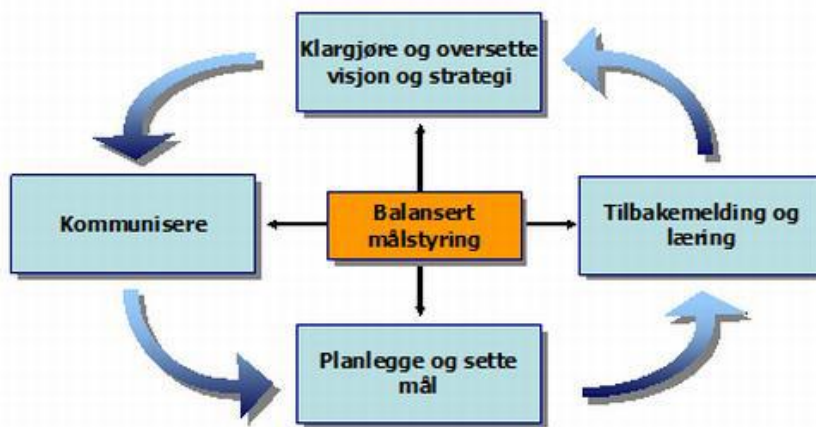 Klargjøre og oversette
visjon og strategi
Kommunisere
Balansert
målstyring
Tilbakemelding og
læring
Planlegge og sette
mål